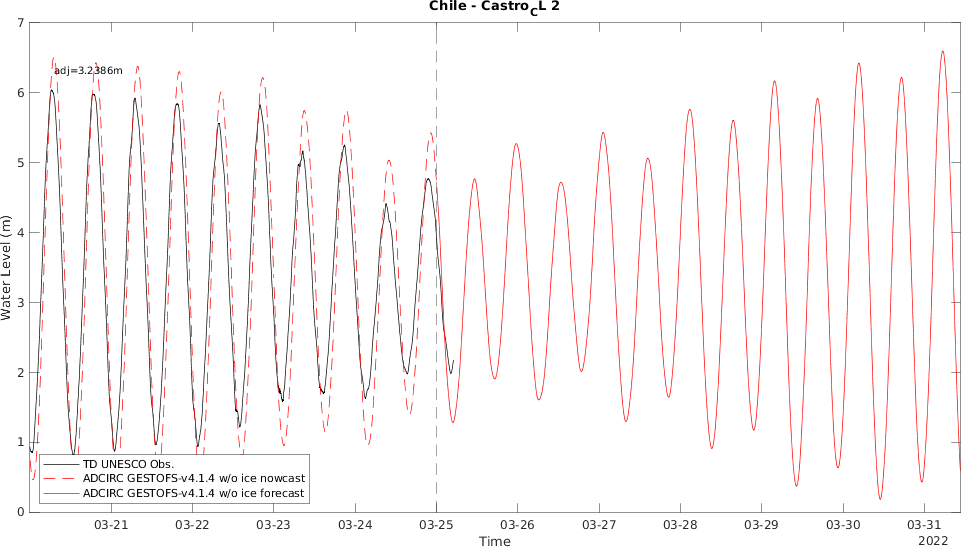 Chile - Castro_CL 2
7
6
5
4
3
2
1
0
Water Level (m)
adj=3.2386m
TD UNESCO Obs.
ADCIRC GESTOFS-v4.1.4 w/o ice nowcast
ADCIRC GESTOFS-v4.1.4 w/o ice forecast
03-21 03-22 03-23 03-24 03-25 03-26 03-27 03-28 03-29 03-30 03-31
Time
2022